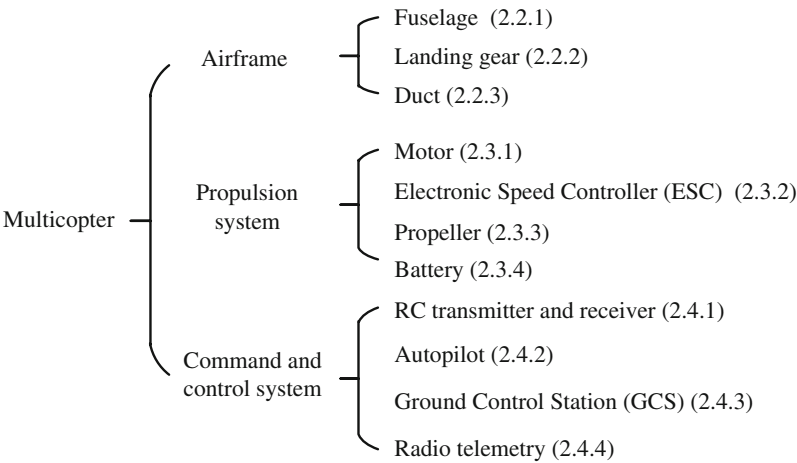 Multicopter
Airframe
Fuselage (2.2.1)
Landing gear (2.2.2)
Duct (2.2.3)
Propulsion
system
Motor (2.3.1)
Electronic Speed Controller (ESC) (2.3.2)
Propeller (2.3.3)
Battery (2.3.4)
Command and
control system
RC transmitter and receiver (2.4.1)
Autopilot (2.4.2)
Ground Control Station (GCS) (2.4.3)
Radio telemetry (2.4.4)